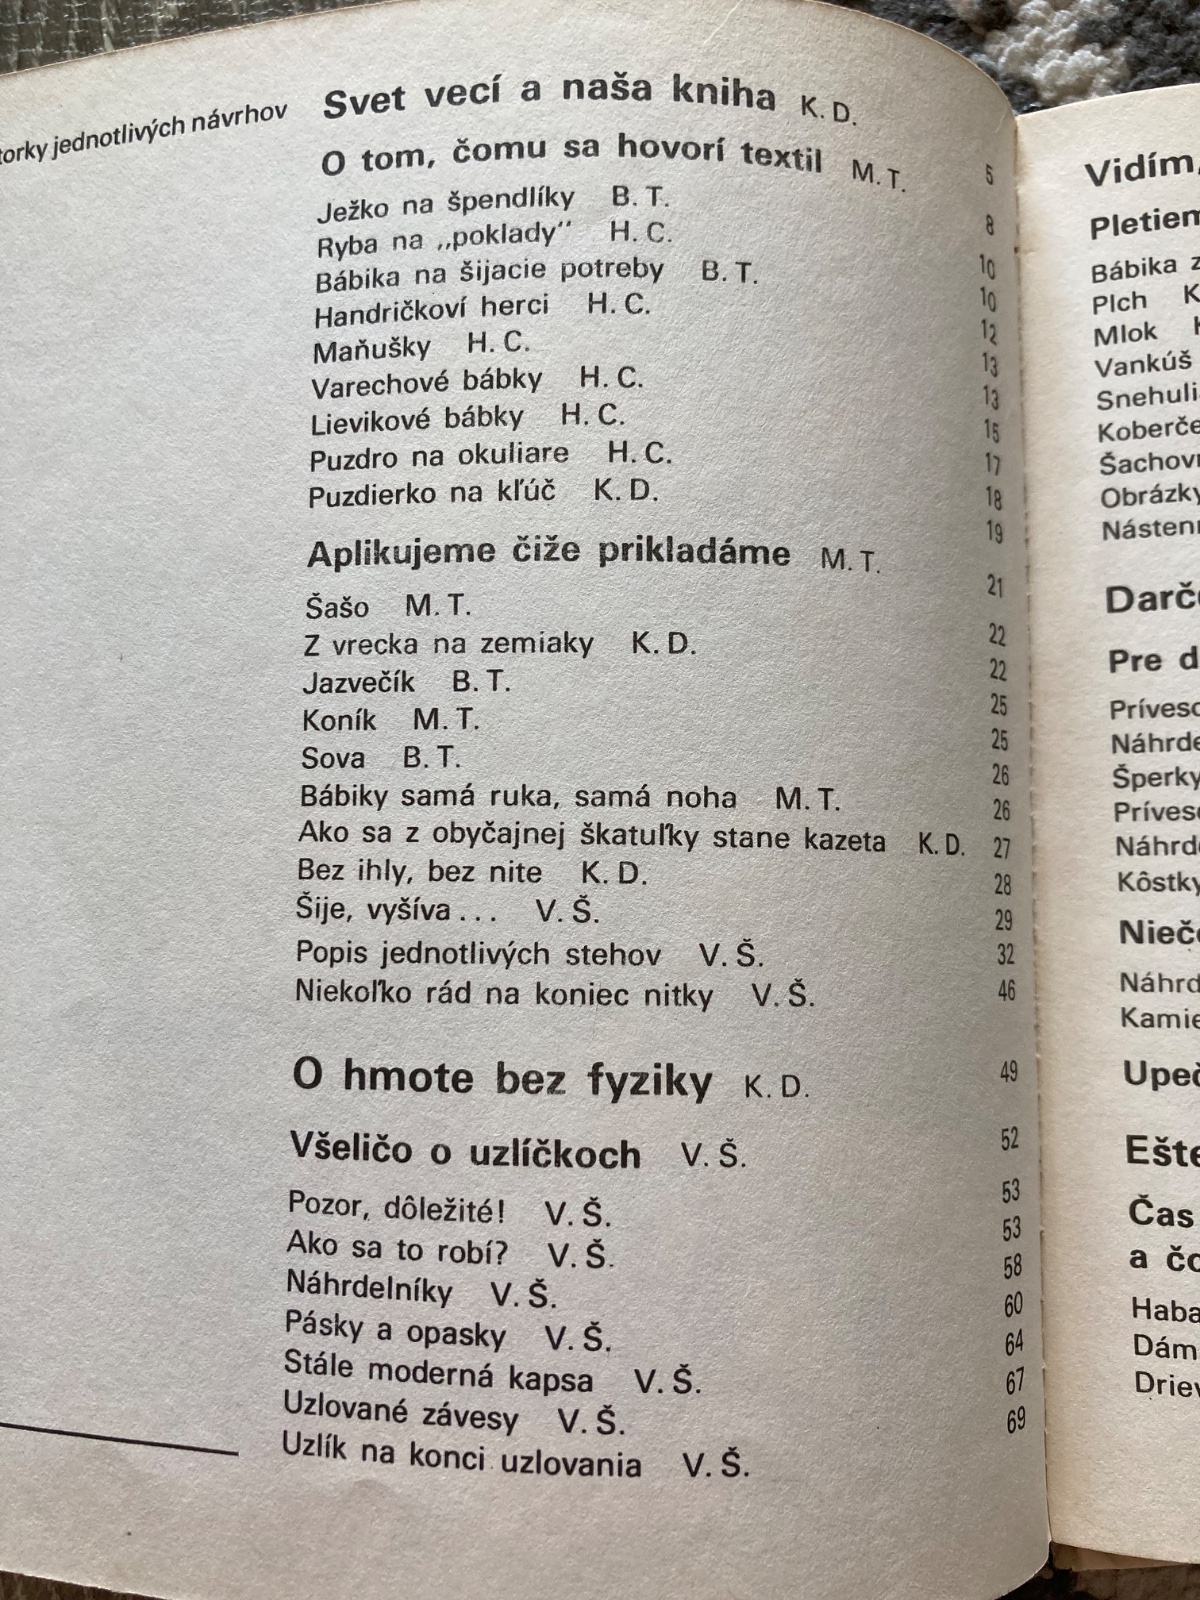 torky jednotlivých návrhov
Svet vecí a naša kniha K. D. 5
O tom, čomu sa hovorí textil M. T. 8
Ježko na špendlíky B. T. 10
Ryba na „poklady“ H. C. 10
Bábika na šijacie potreby B. T. 12
Handričkoví herci H. C. 13
Maňušky H. C. 13
Varechové bábky H. C. 15
Lievikové bábky H. C. 17
Puzdro na okuliare H. C. 18
Puzdierko na kľúč K. D. 19
Aplikujeme čiže prikladáme M. T. 21
Šašo M. T. 22
Z vrecka na zemiaky K. D. 22
Jazvečík B. T. 25
Koník M. T. 25
Sova B. T. 26
Bábiky samá ruka, samá noha M. T. 26
Ako sa z obyčajnej škatuľky stane kazeta K. D. 27
Bez ihly, bez nite K. D. 28
Šije, vyšíva... V. Š. 29
Popis jednotlivých stehov V. Š. 32
Niekoľko rád na koniec nitky V. Š. 46
O hmote bez fyziky K. D. 49
Všeličo o uzlíčkoch V. Š. 52
Pozor, dôležité! V. Š. 53
Ako sa to robí? V. Š. 53
Náhrdelníky V. Š. 58
Pásky a opasky V. Š. 60
Stále moderná kapsa V. Š. 64
Uzlované závesy V. Š. 67
Uzlík na konci uzlovania V. Š. 69
Vidím,
Pletiem
Bábika z
Plch K
Mlok
Vankúš
Snehuli
Koberče
Šachov
Obrázky
Násten
Darč
Pre d
Príves
Náhrde
Šperky
Príves
Náhrd
Kôstky
Nieč
Náhrd
Kamie
Upeč
Ešte
Čas
a čo
Haba
Dám
Driev